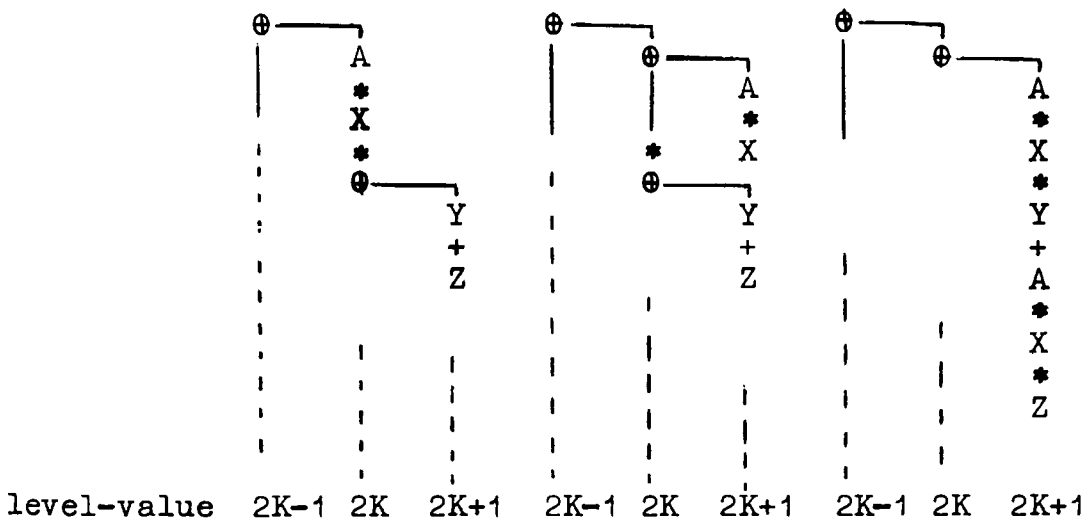 ⊕ ⊕ ⊕
A ⊕ ⊕
* A A
X * *
* * X X
⊕ ⊕ *
Y Y Y
+ + +
Z Z A
*
X
*
Z
level-value 2K-1 2K 2K+1 2K-1 2K 2K+1 2K-1 2K 2K+1